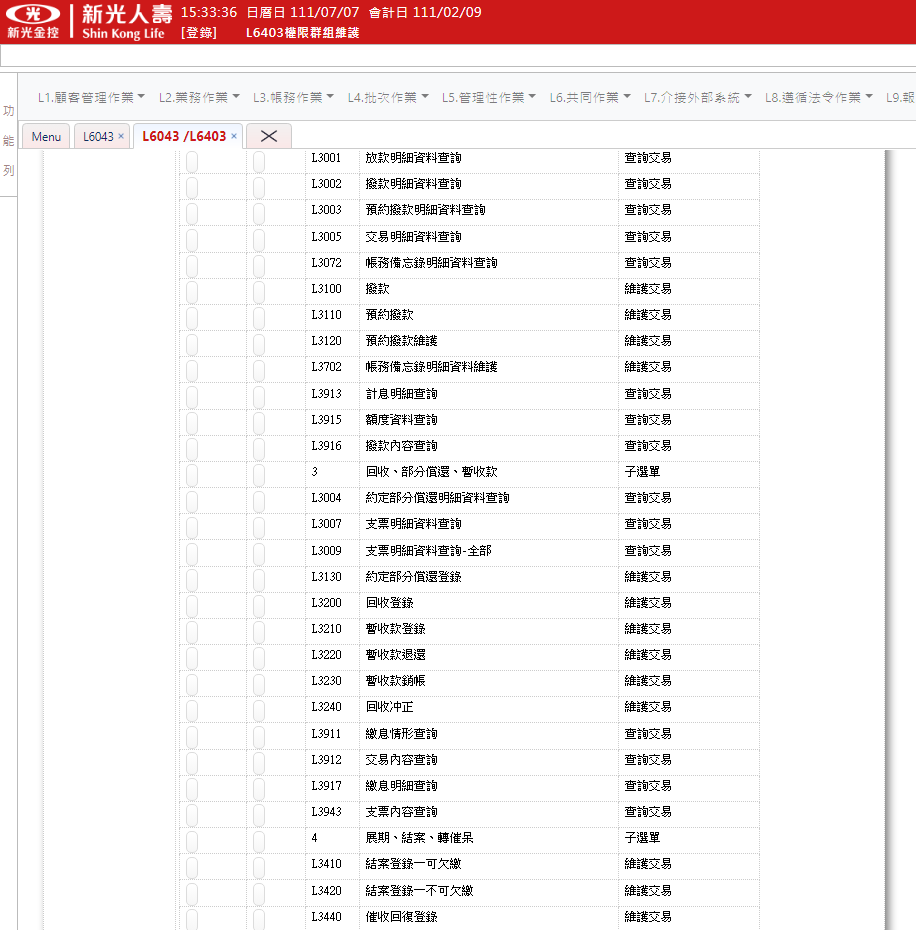 新光金控
新光人壽
Shin Kong Life
15:33:36 日曆日 111/07/07 會計日 111/02/09
[登錄] L6403權限群組維護
功
能
列
L1.顧客管理作業 L2.業務作業 L3.帳務作業 L4.批次作業 L5.管理性作業 L6.共同作業 L7.介接外部系統 L8.遵循法令作業 L9.報
Menu L6043 × L6043 /L6403 ×
L3001 放款明細資料查詢 查詢交易
L3002 撥款明細資料查詢 查詢交易
L3003 預約撥款明細資料查詢 查詢交易
L3005 交易明細資料查詢 查詢交易
L3072 帳務備忘錄明細資料查詢 查詢交易
L3100 撥款 維護交易
L3110 預約撥款 維護交易
L3120 預約撥款維護 維護交易
L3702 帳務備忘錄明細資料維護 維護交易
L3913 計息明細查詢 查詢交易
L3915 額度資料查詢 查詢交易
L3916 撥款內容查詢 查詢交易
3 回收、部分償還、暫收款 子選單
L3004 約定部分償還明細資料查詢 查詢交易
L3007 支票明細資料查詢 查詢交易
L3009 支票明細資料查詢-全部 查詢交易
L3130 約定部分償還登錄 維護交易
L3200 回收登錄 維護交易
L3210 暫收款登錄 維護交易
L3220 暫收款退還 維護交易
L3230 暫收款銷帳 維護交易
L3240 回收冲正 維護交易
L3911 繳息情形查詢 查詢交易
L3912 交易內容查詢 查詢交易
L3917 繳息明細查詢 查詢交易
L3943 支票內容查詢 查詢交易
4 展期、結案、轉催呆 子選單
L3410 結案登錄－可欠繳 維護交易
L3420 結案登錄－不可欠繳 維護交易
L3440 催收回復登錄 維護交易